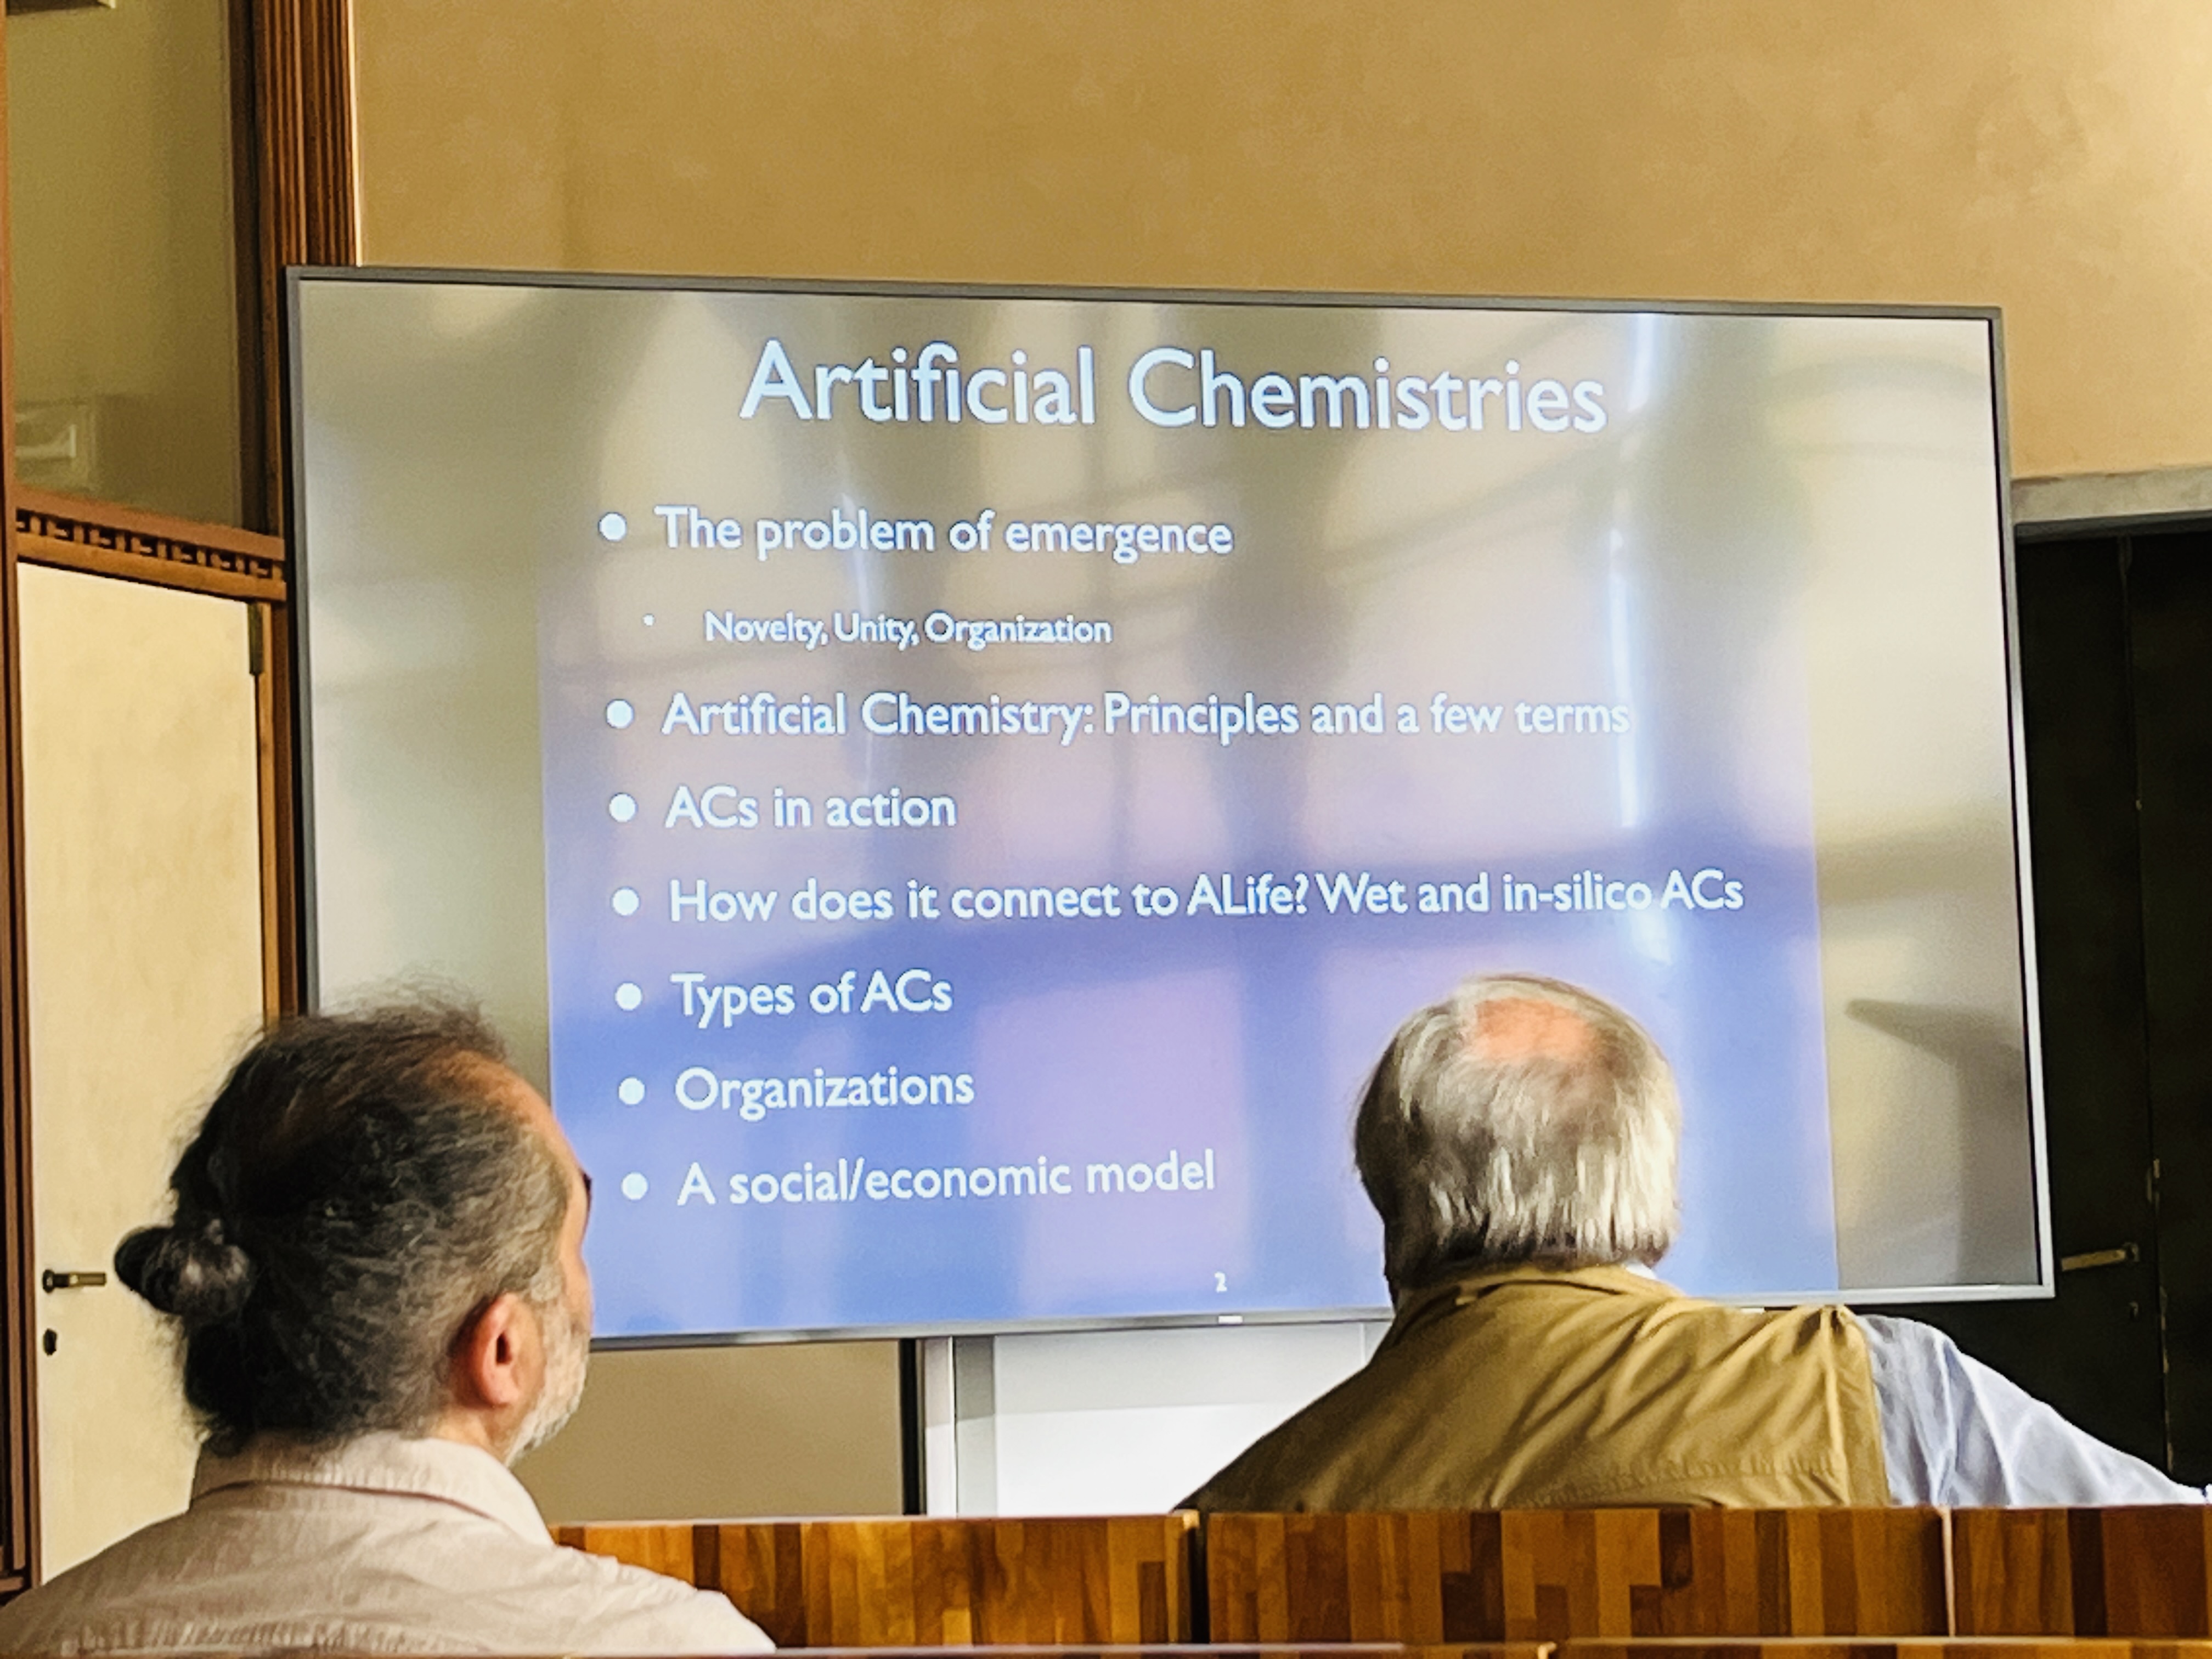 Artificial Chemistries
• The problem of emergence
• Novelty, Unity, Organization
• Artificial Chemistry: Principles and a few terms
• ACs in action
• How does it connect to ALife? Wet and in-silico ACs
• Types of ACs
• Organizations
• A social/economic model
2